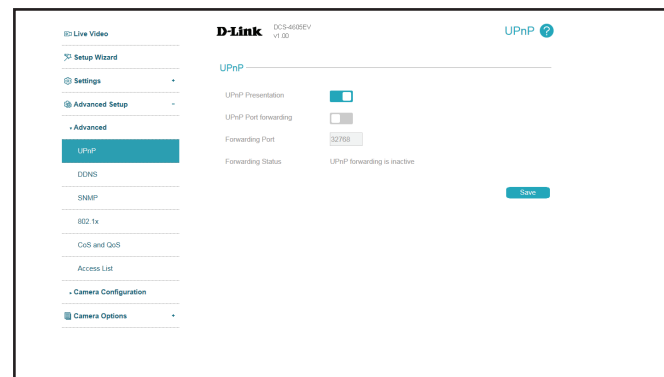 Live Video
Setup Wizard
Settings +
Advanced Setup -
Advanced
UPnP
DDNS
SNMP
802.1x
CoS and QoS
Access List
Camera Configuration
Camera Options +
D-Link DCS-4605EV
v1.00
UPnP ?
UPnP
UPnP Presentation
UPnP Port forwarding
Forwarding Port 32768
Forwarding Status UPnP forwarding is inactive
Save